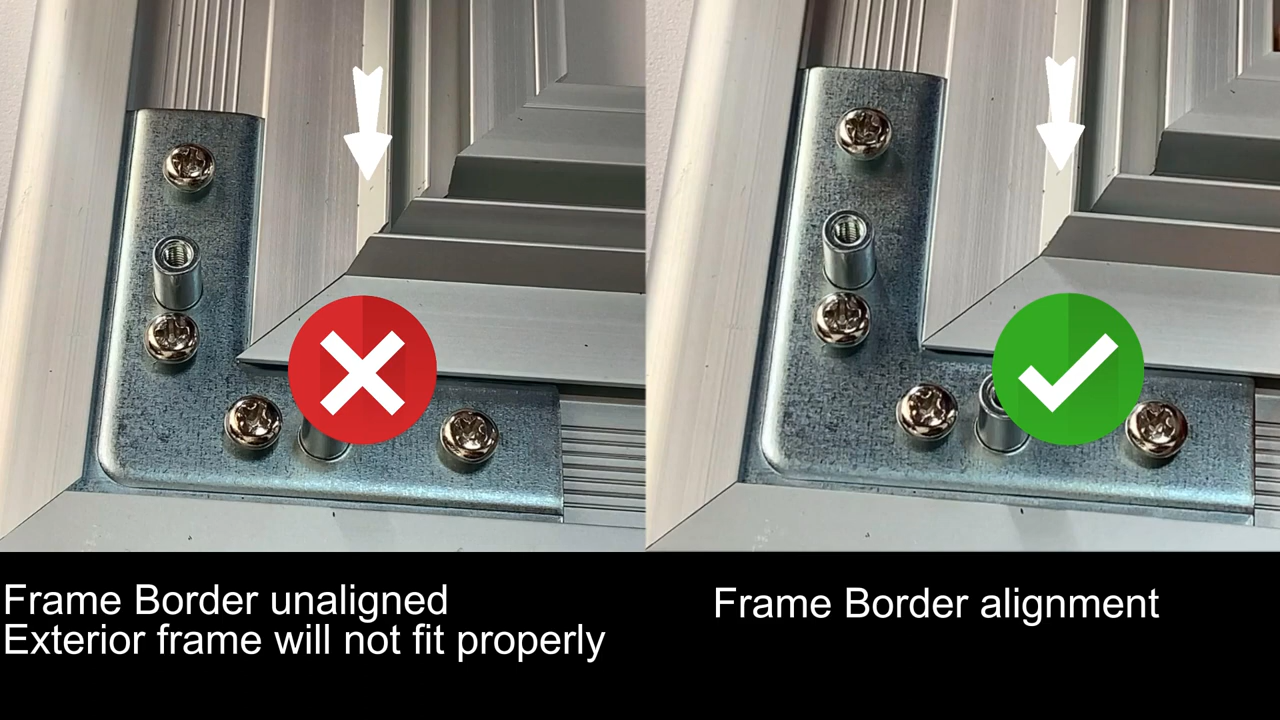 Frame Border unaligned
Exterior frame will not fit properly
Frame Border alignment